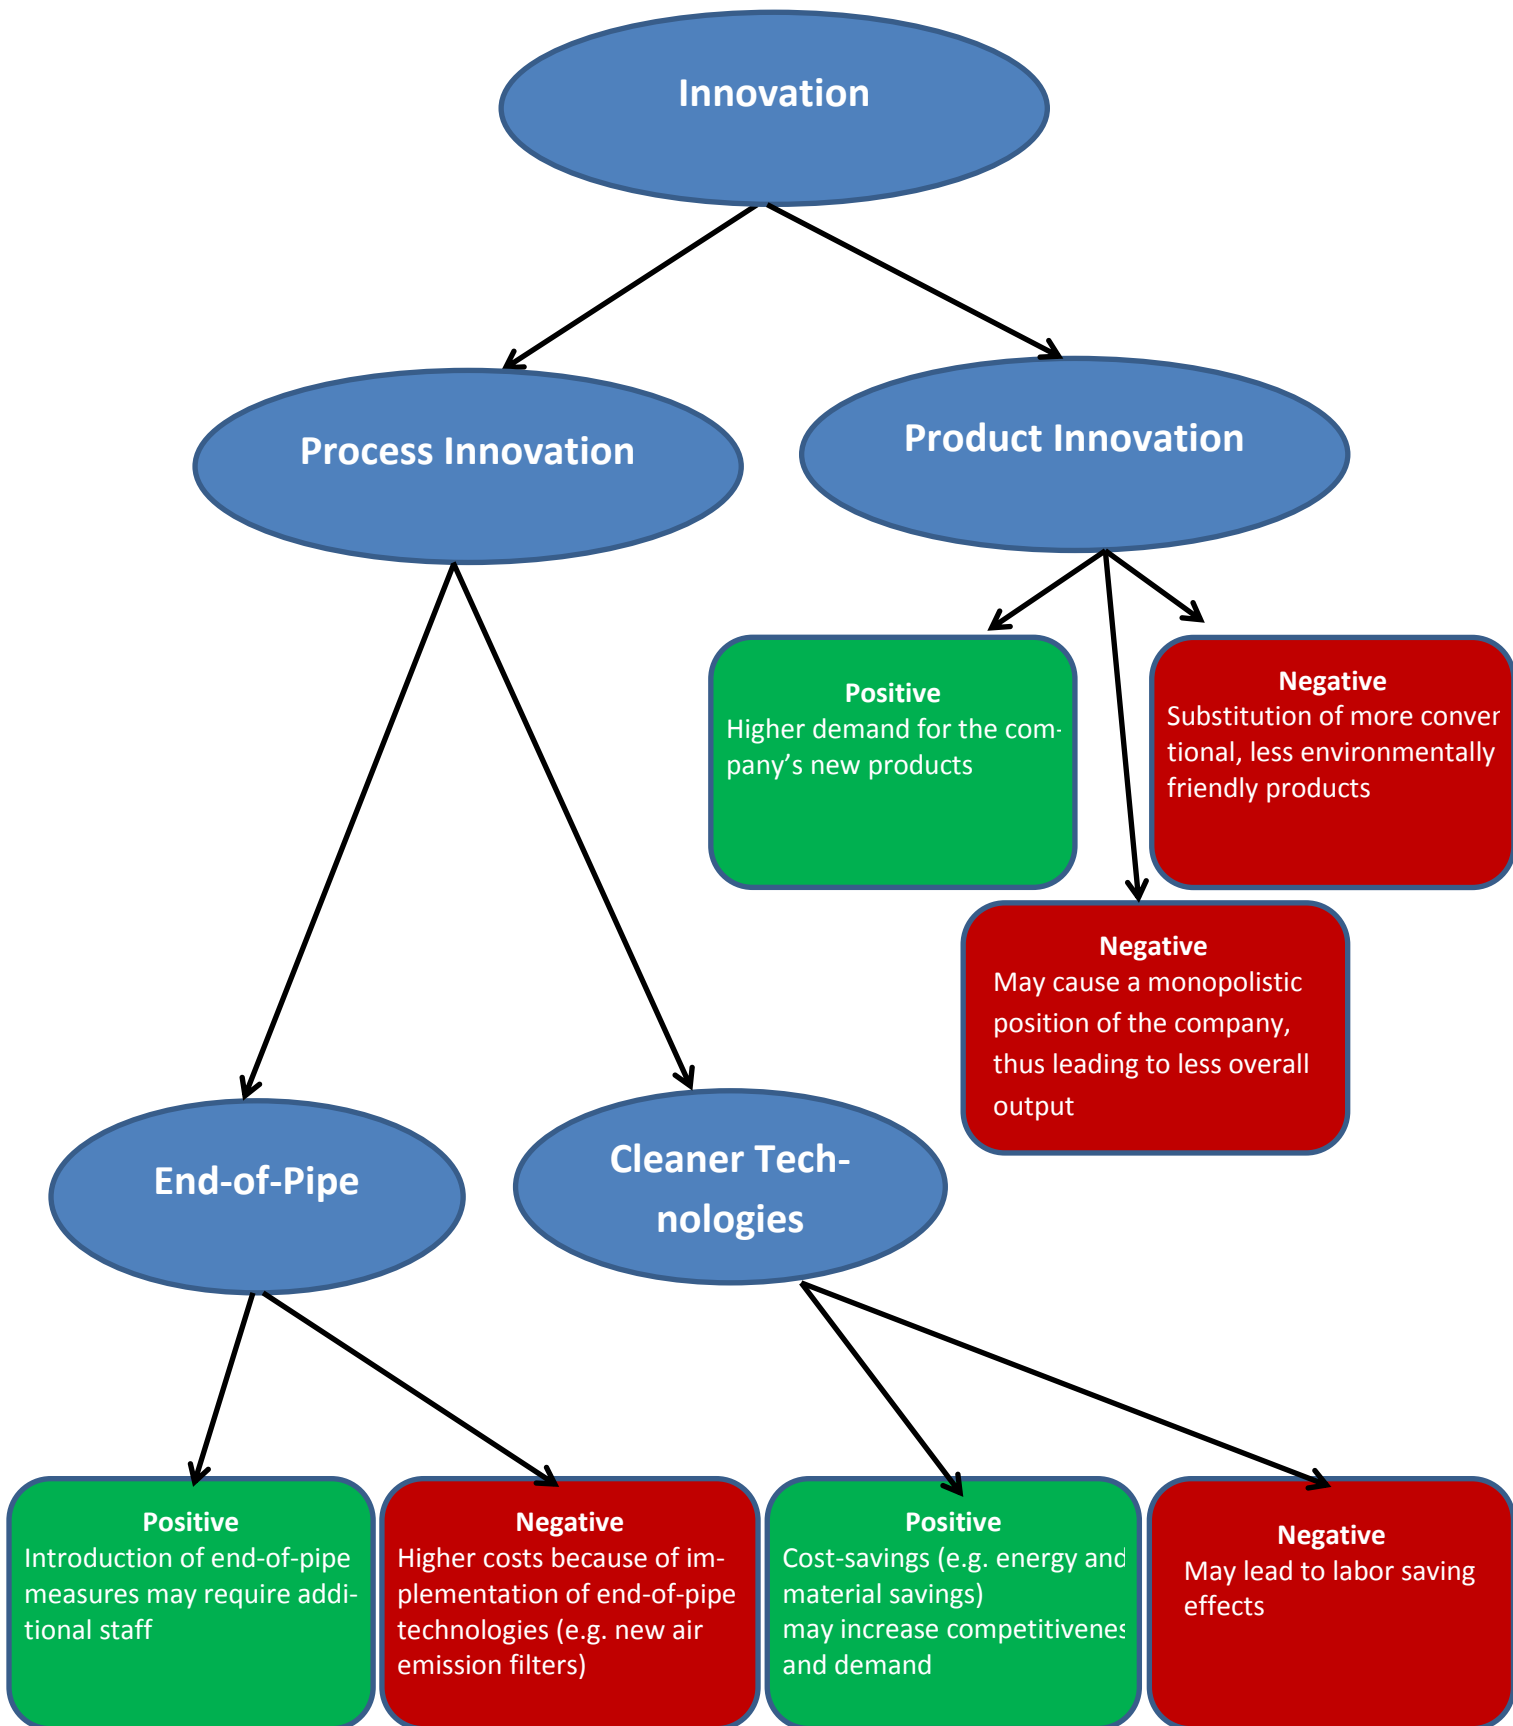 Innovation
Process Innovation
Product Innovation
Positive
Higher demand for the com-
pany’s new products
Negative
Substitution of more conven
tional, less environmentally
friendly products
Negative
May cause a monopolistic
position of the company,
thus leading to less overall
output
End-of-Pipe
Cleaner Tech-
nologies
Positive
Introduction of end-of-pipe
measures may require addi-
tional staff
Negative
Higher costs because of im-
plementation of end-of-pipe
technologies (e.g. new air
emission filters)
Positive
Cost-savings (e.g. energy and
material savings)
may increase competitivenes
and demand
Negative
May lead to labor saving
effects